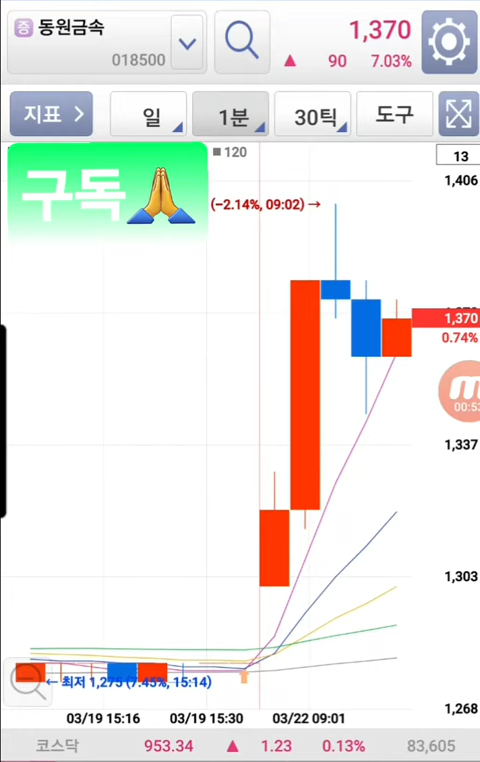 증 동원금속
018500
1,370
▲ 90 7.03%
지표 > 일 1분 30틱 도구
구독🙏
■ 120
13
1,406
(−2.14%, 09:02) →
1,370
0.74%
00:53
1,337
1,303
← 최저 1,275 (7.45%, 15:14)
1,268
03/19 15:16 03/19 15:30 03/22 09:01
코스닥 953.34 ▲ 1.23 0.13% 83,605